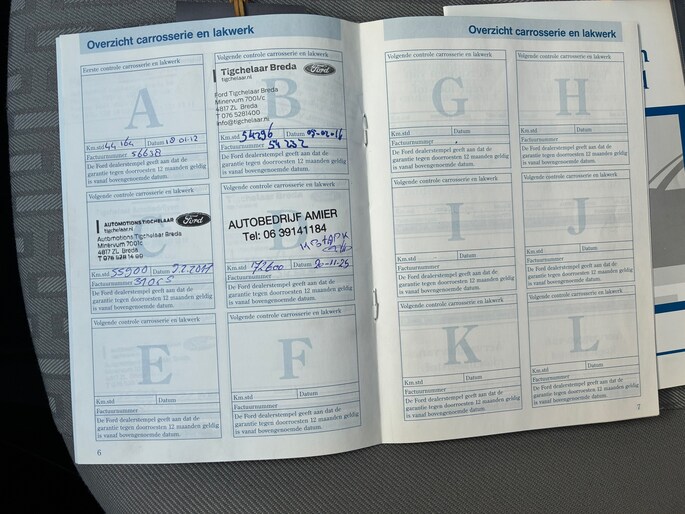 Overzicht carrosserie en lakwerk
Eerste controle carrosserie en lakwerk
A
Km.std 44164 Datum 18 01.12
Factuurnummer 56658
De Ford dealerstempel geeft aan dat de
garantie tegen doorroesten 12 maanden geldig
is vanaf bovengenoemde datum.
Volgende controle carrosserie en lakwerk
B
Tigchelaar Breda
tigchelaar.nl
Ford
Ford Tigchelaar Breda
Minervum 7001/c
4817 ZL Breda
T 076 5281400
info@tigchelaar.nl
Km.std 54296 Datum
Factuurnummer
De Ford dealerstempel geeft aan dat de
garantie tegen doorroesten 12 maanden geldig
is vanaf bovengenoemde datum.
Volgende controle carrosserie en lakwerk
C
AUTOMOTIONSTIGCHELAAR
tigchelaar.nl
Ford
Automotions Tigchelaar Breda
Minervum 7001c
4817 ZL Breda
T 076 528 14 00
Km.std 55900 Datum
Factuurnummer
De Ford dealerstempel geeft aan dat de
garantie tegen doorroesten 12 maanden geldig
is vanaf bovengenoemde datum.
Volgende controle carrosserie en lakwerk
D
AUTOBEDRIJF AMIER
Tel: 06 39141184
Km.std Datum
De Ford dealerstempel geeft aan dat de
garantie tegen doorroesten 12 maanden geldig
is vanaf bovengenoemde datum.
Volgende controle carrosserie en lakwerk
E
Km.std Datum
Factuurnummer
De Ford dealerstempel geeft aan dat de
garantie tegen doorroesten 12 maanden geldig
is vanaf bovengenoemde datum.
Volgende controle carrosserie en lakwerk
F
Km.std Datum
Factuurnummer
De Ford dealerstempel geeft aan dat de
garantie tegen doorroesten 12 maanden geldig
is vanaf bovengenoemde datum.
6
Overzicht carrosserie en lakwerk
Volgende controle carrosserie en lakwerk
G
Km.std Datum
Factuurnummer
De Ford dealerstempel geeft aan dat de
garantie tegen doorroesten 12 maanden geldig
is vanaf bovengenoemde datum.
Volgende controle carrosserie en lakwerk
H
Km.std Datum
Factuurnummer
De Ford dealerstempel geeft aan dat de
garantie tegen doorroesten 12 maanden geldig
is vanaf bovengenoemde datum.
Volgende controle carrosserie en lakwerk
I
Km.std Datum
Factuurnummer
De Ford dealerstempel geeft aan dat de
garantie tegen doorroesten 12 maanden geldig
is vanaf bovengenoemde datum.
Volgende controle carrosserie en lakwerk
J
Km.std Datum
Factuurnummer
De Ford dealerstempel geeft aan dat de
garantie tegen doorroesten 12 maanden geldig
is vanaf bovengenoemde datum.
Volgende controle carrosserie en lakwerk
K
Km.std Datum
Factuurnummer
De Ford dealerstempel geeft aan dat de
garantie tegen doorroesten 12 maanden geldig
is vanaf bovengenoemde datum.
Volgende controle carrosserie en lakwerk
L
Km.std Datum
Factuurnummer
De Ford dealerstempel geeft aan dat de
garantie tegen doorroesten 12 maanden geldig
is vanaf bovengenoemde datum.
7